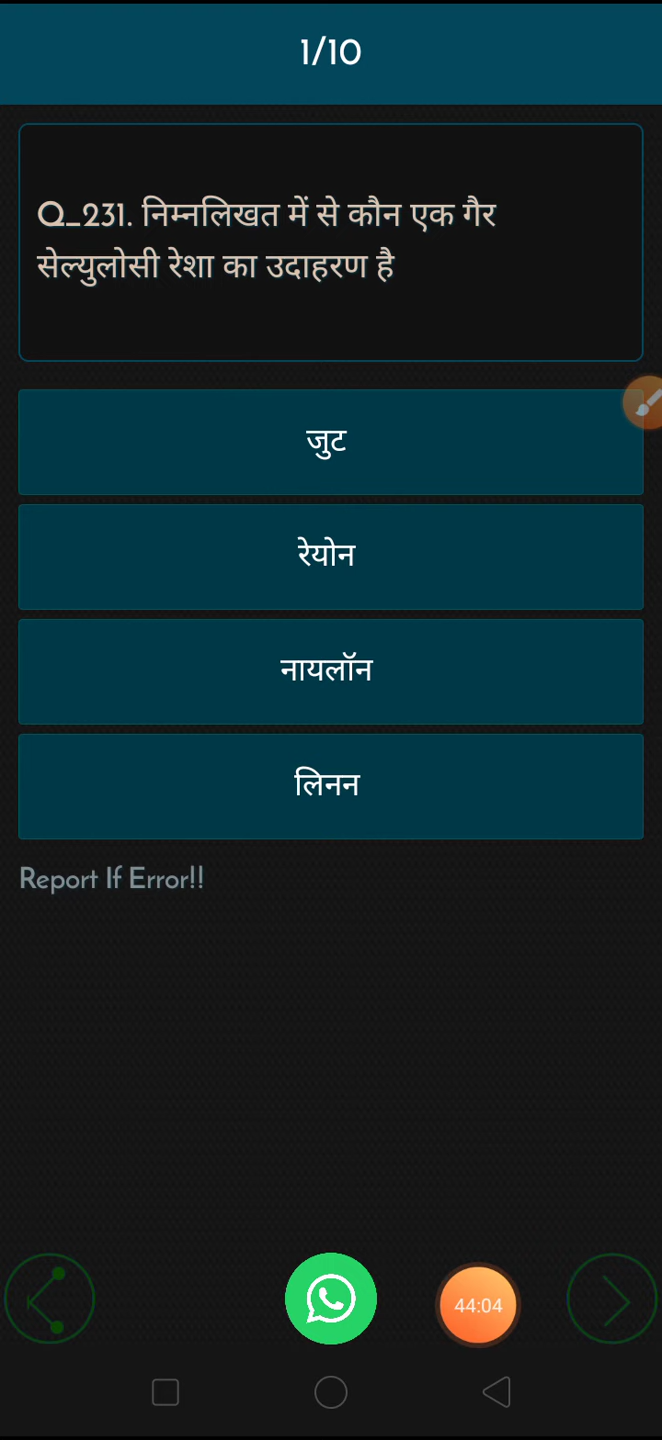 1/10
Q_231. निम्नलिखत में से कौन एक गैर
सेल्युलोसी रेशा का उदाहरण है
जुट
रेयोन
नायलॉन
लिनन
Report If Error!!
44:04